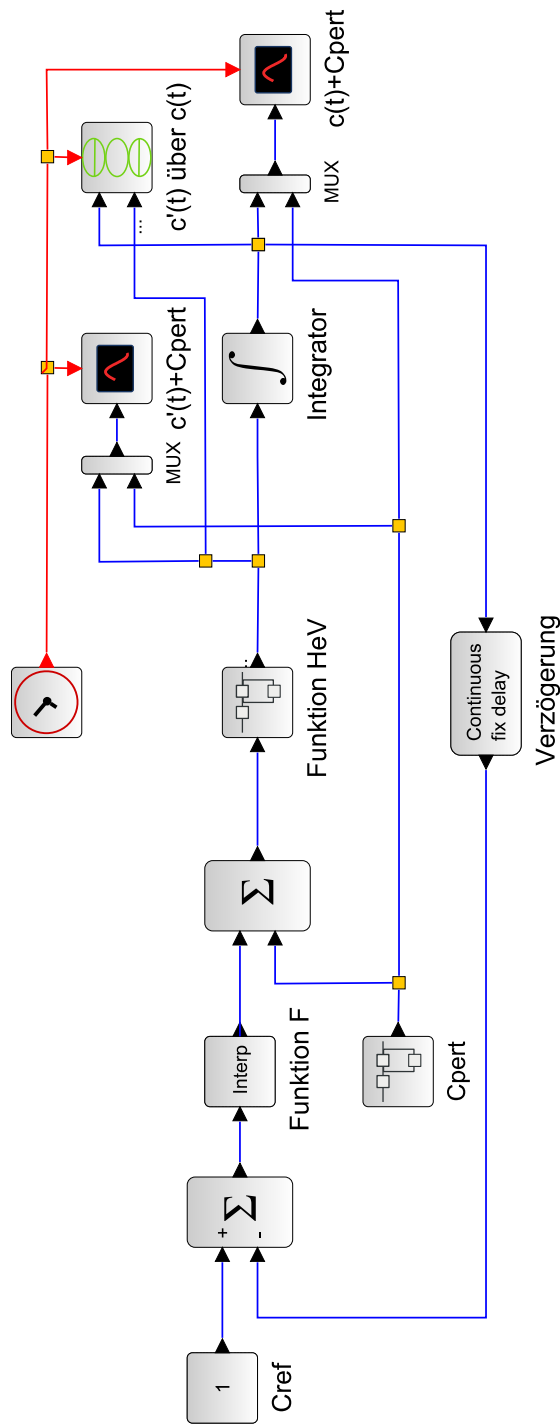 1
Cref
+
Σ
-
Interp
Funktion F
Σ
Funktion HeV
...
Cpert
MUX
c'(t)+Cpert
Integrator
c'(t) über c(t)
...
MUX
c(t)+Cpert
Continuous
fix delay
Verzögerung